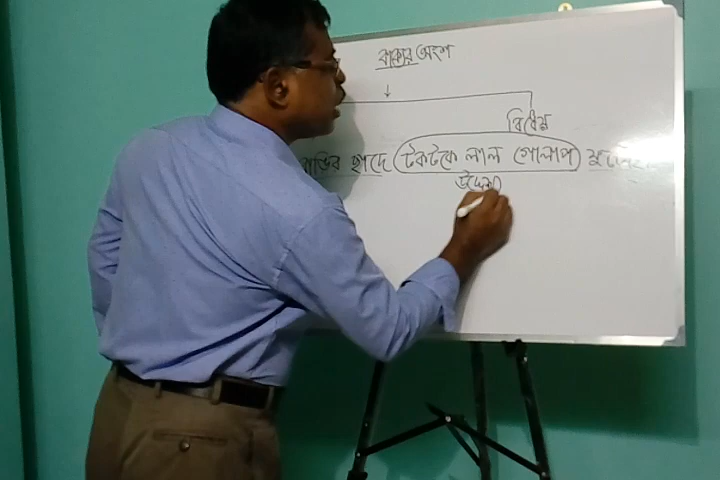 বাক্যের অংশ
বিধেয়
ছাদে টকটকে লাল গোলাপ
উদ্দেশ্য